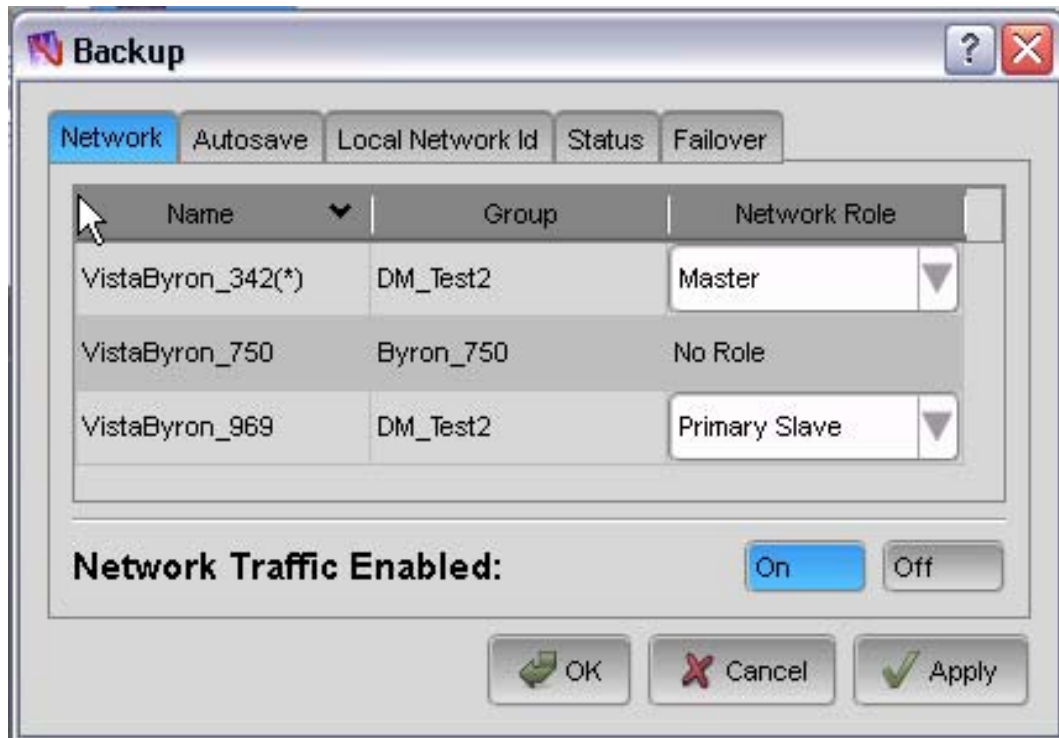 Backup
?
Network Autosave Local Network Id Status Failover
Name Group Network Role
VistaByron_342(*) DM_Test2 Master
VistaByron_750 Byron_750 No Role
VistaByron_969 DM_Test2 Primary Slave
Network Traffic Enabled: On Off
OK Cancel Apply